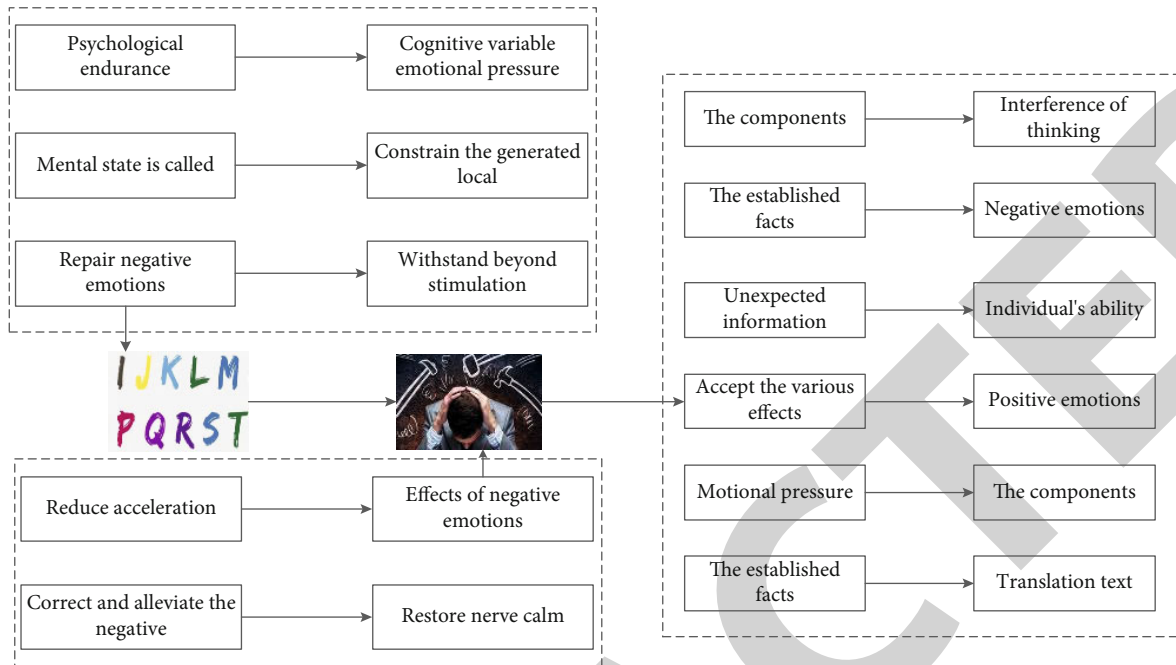 Psychological
endurance
Cognitive variable
emotional pressure
Mental state is called
Constrain the generated
local
Repair negative
emotions
Withstand beyond
stimulation
I J K L M
P Q R S T
Reduce acceleration
Effects of negative
emotions
Correct and alleviate the
negative
Restore nerve calm
The components
Interference of
thinking
The established
facts
Negative emotions
Unexpected
information
Individual's ability
Accept the various
effects
Positive emotions
Motional pressure
The components
The established
facts
Translation text
CTED